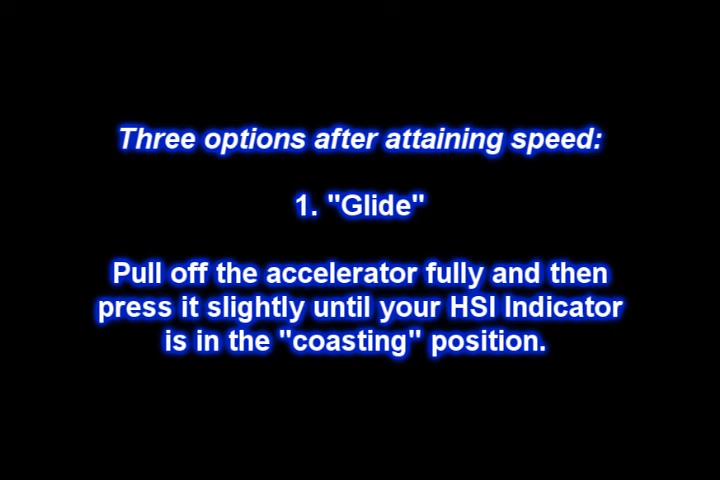 Three options after attaining speed:
1. "Glide"
Pull off the accelerator fully and then
press it slightly until your HSI Indicator
is in the "coasting" position.